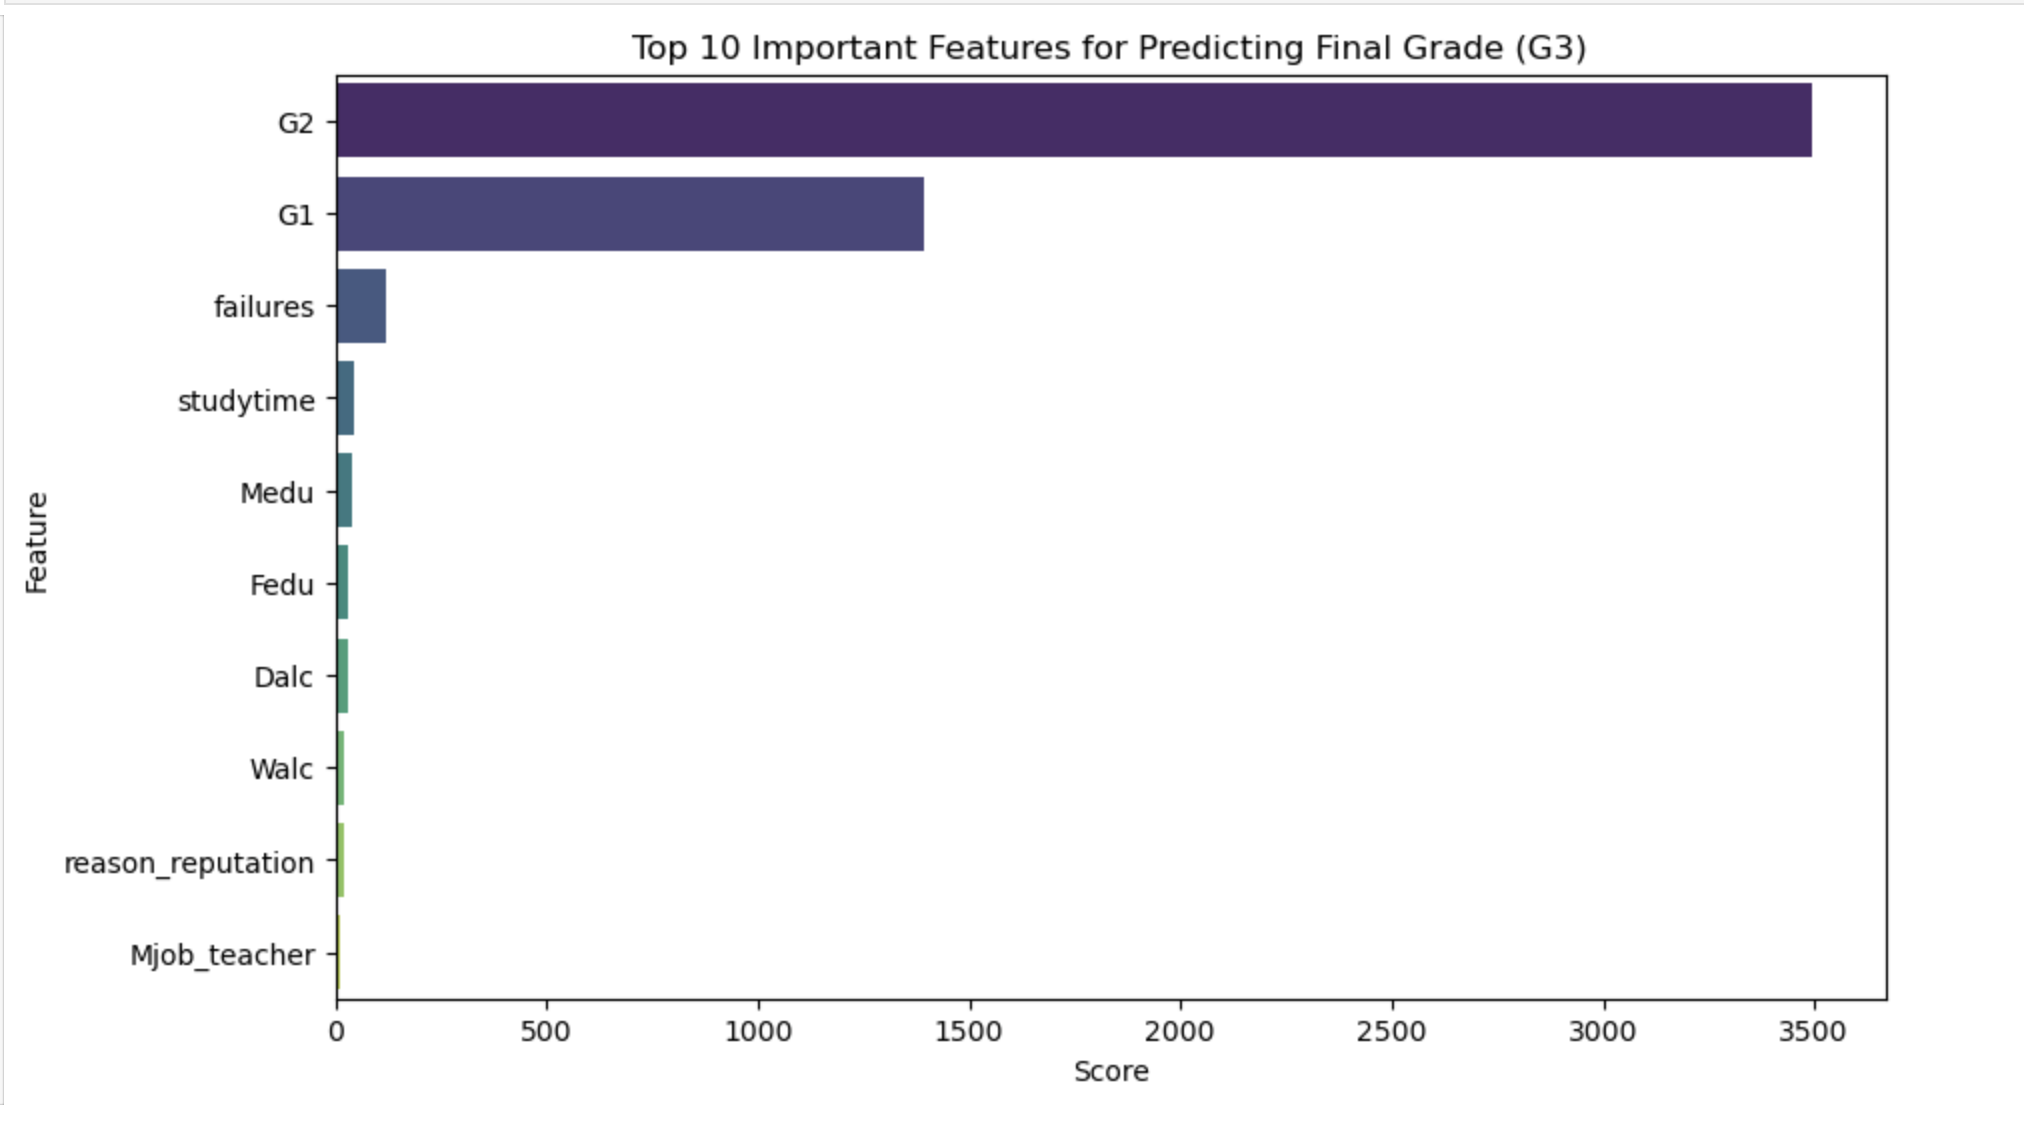 Top 10 Important Features for Predicting Final Grade (G3)
G2
G1
failures
studytime
Medu
Fedu
Dalc
Walc
reason_reputation
Mjob_teacher
Feature
0 500 1000 1500 2000 2500 3000 3500
Score